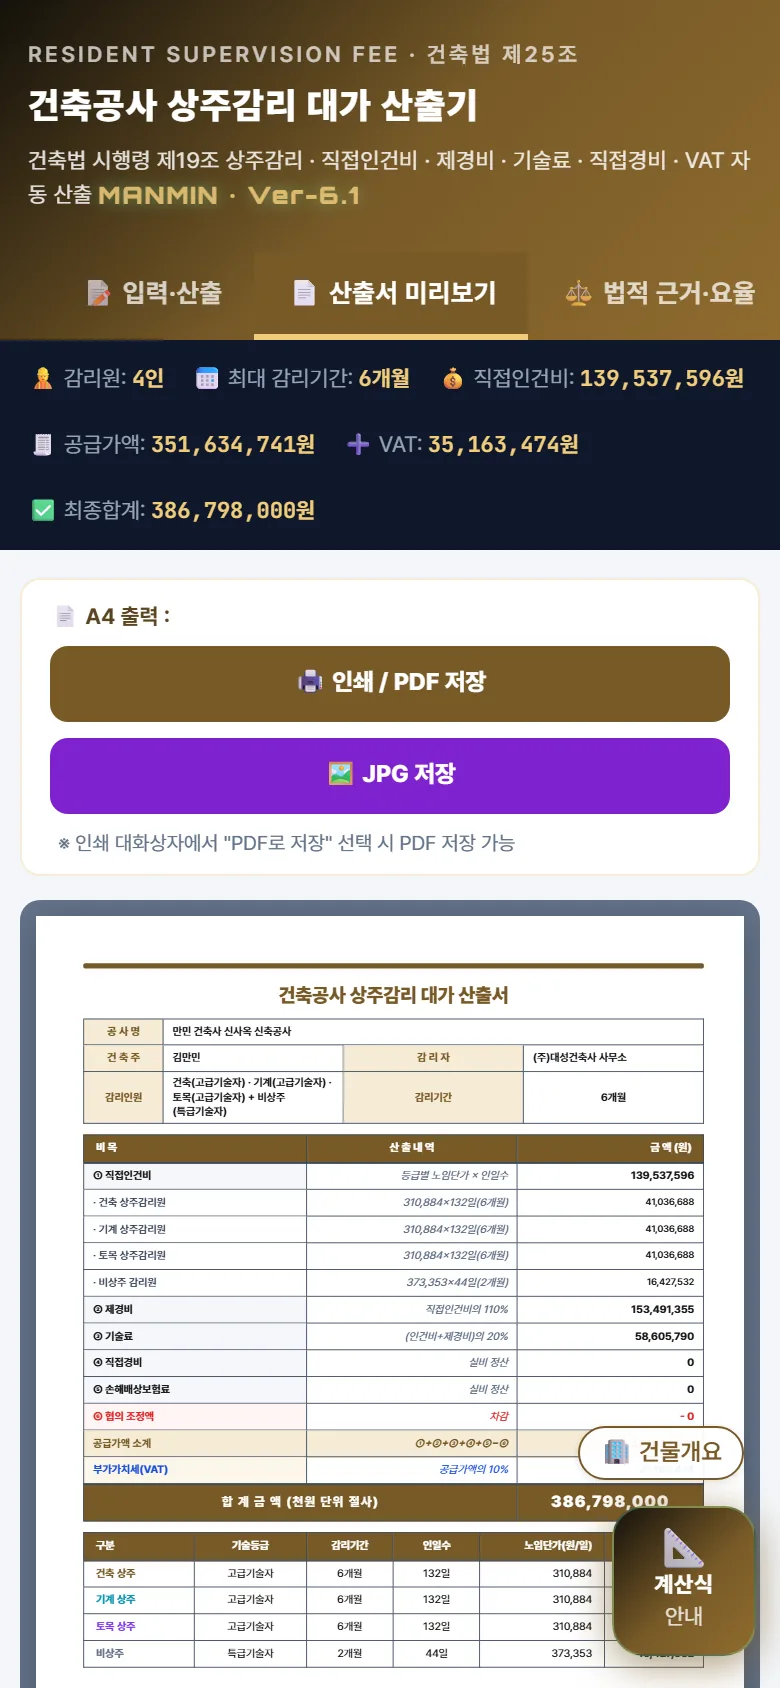 RESIDENT SUPERVISION FEE · 건축법 제25조
건축공사 상주감리 대가 산출기
건축법 시행령 제19조 상주감리 · 직접인건비 · 제경비 · 기술료 · 직접경비 · VAT 자
동 산출 MANMIN · Ver-6.1
입력·산출 산출서 미리보기 법적 근거·요율
감리원: 4인 최대 감리기간: 6개월 직접인건비: 139,537,596원
공급가액: 351,634,741원 VAT: 35,163,474원
최종합계: 386,798,000원
A4 출력 :
인쇄 / PDF 저장
JPG 저장
※ 인쇄 대화상자에서 "PDF로 저장" 선택 시 PDF 저장 가능
건축공사 상주감리 대가 산출서
공 사 명 만민 건축사 신사옥 신축공사
건 축 주 김만민 감 리 자 (주)대성건축사 사무소
감리인원 건축(고급기술자) · 기계(고급기술자) · 감리기간 6개월
토목(고급기술자) + 비상주
(특급기술자)
비 목 산 출 내 역 금 액 (원)
① 직접인건비 등급별 노임단가 × 인일수 139,537,596
· 건축 상주감리원 310,884×132일(6개월) 41,036,688
· 기계 상주감리원 310,884×132일(6개월) 41,036,688
· 토목 상주감리원 310,884×132일(6개월) 41,036,688
· 비상주 감리원 373,353×44일(2개월) 16,427,532
② 제경비 직접인건비의 110% 153,491,355
③ 기술료 (인건비+제경비)의 20% 58,605,790
④ 직접경비 실비 정산 0
⑤ 손해배상보험료 실비 정산 0
⑥ 협의 조정액 차감 - 0
공급가액 소계 ①+②+③+④+⑤−⑥
건물개요
부가가치세(VAT) 공급가액의 10%
합 계 금 액 (천원 단위 절사) 386,798,000
구분 기술등급 감리기간 인일수 노임단가(원/일)
건축 상주 고급기술자 6개월 132일 310,884
기계 상주 고급기술자 6개월 132일 310,884
토목 상주 고급기술자 6개월 132일 310,884
비상주 특급기술자 2개월 44일 373,353
계산식
안내